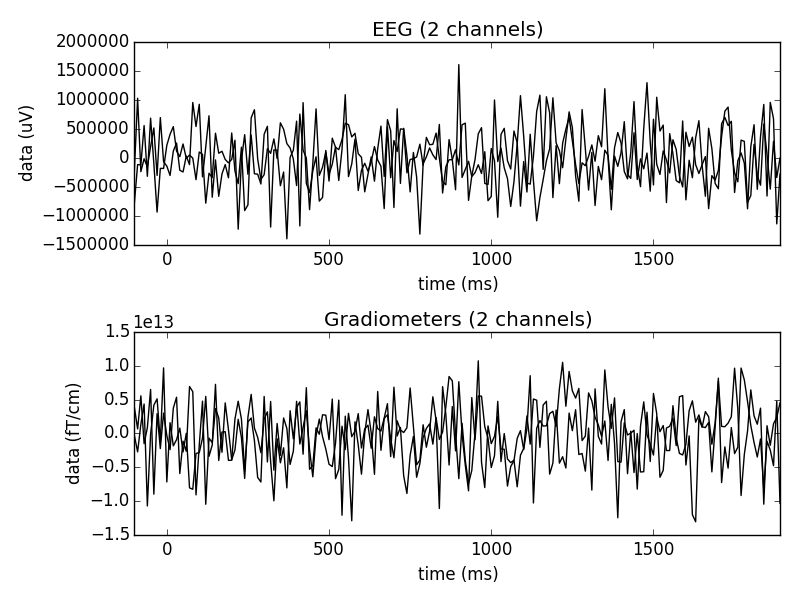 EEG (2 channels)
2000000
1500000
1000000
500000
0
−500000
−1000000
−1500000
data (uV)
0 500 1000 1500
time (ms)
Gradiometers (2 channels)
1e13
1.5
1.0
0.5
0.0
−0.5
−1.0
−1.5
data (fT/cm)
0 500 1000 1500
time (ms)